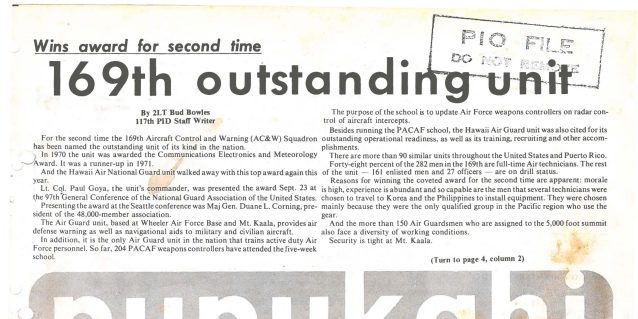 Wins award for second time
PIO FILE
DO NOT REMOVE
169th outstanding unit
By 2LT Bud Bowles
117th PID Staff Writer
For the second time the 169th Aircraft Control and Warning (AC&W) Squadron
has been named the outstanding unit of its kind in the nation.
In 1970 the unit was awarded the Communications Electronics and Meteorology
Award. It was a runner-up in 1971.
And the Hawaii Air National Guard unit walked away with this top award again this
year.
Lt. Col. Paul Goya, the unit's commander, was presented the award Sept. 23 at
the 97th General Conference of the National Guard Association of the United States.
Presenting the award at the Seattle conference was Maj Gen. Duane L. Corning, pre-
sident of the 48,000-member association.
The Air Guard unit, based at Wheeler Air Force Base and Mt. Kaala, provides air
defense warning as well as navigational aids to military and civilian aircraft.
In addition, it is the only Air Guard unit in the nation that trains active duty Air
Force personnel. So far, 204 PACAF weapons controllers have attended the five-week
school.
The purpose of the school is to update Air Force weapons controllers on radar con-
trol of aircraft intercepts.
Besides running the PACAF school, the Hawaii Air Guard unit was also cited for its
outstanding operational readiness, as well as its training, recruiting and other accom-
plishments.
There are more than 90 similar units throughout the United States and Puerto Rico.
Forty-eight percent of the 282 men in the 169th are full-time Air technicians. The rest
of the unit — 161 enlisted men and 27 officers — are on drill status.
Reasons for winning the coveted award for the second time are apparent: morale
is high, experience is abundant and so capable are the men that several technicians were
chosen to travel to Korea and the Philippines to install equipment. They were chosen
mainly because they were the only qualified group in the Pacific region who use the
gear.
And the more than 150 Air Guardsmen who are assigned to the 5,000 foot summit
also face a diversity of working conditions.
Security is tight at Mt. Kaala.
(Turn to page 4, column 2)
pupukahi